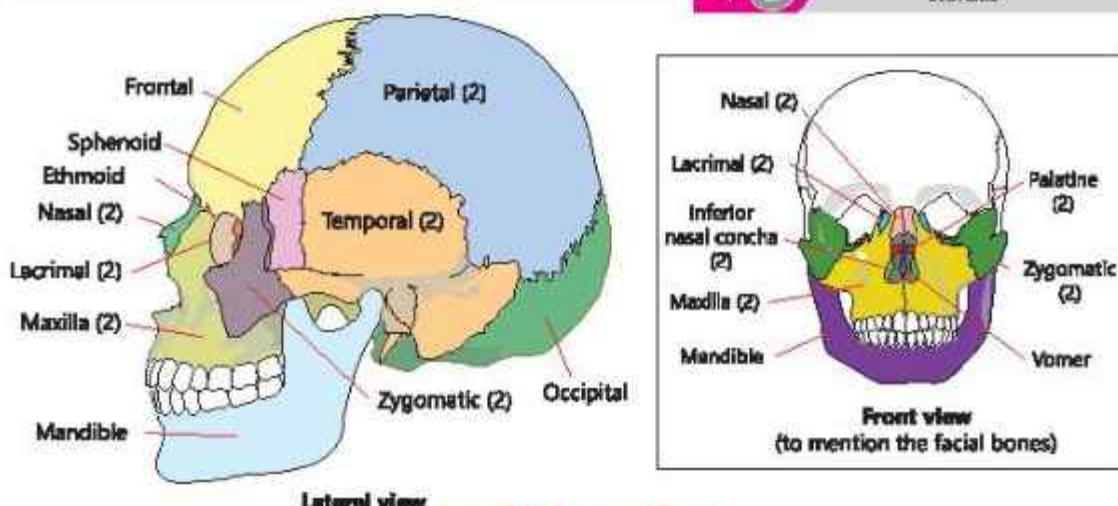 Frontal
Parietal (2)
Sphenoid
Ethmoid
Nasal (2)
Temporal (2)
Lacrimal (2)
Maxilla (2)
Zygomatic (2)
Occipital
Mandible
Lateral view
Nasal (2)
Lacrimal (2)
Palatine
(2)
Inferior
nasal concha
(2)
Zygomatic
(2)
Maxilla (2)
Mandible
Vomer
Front view
(to mention the facial bones)